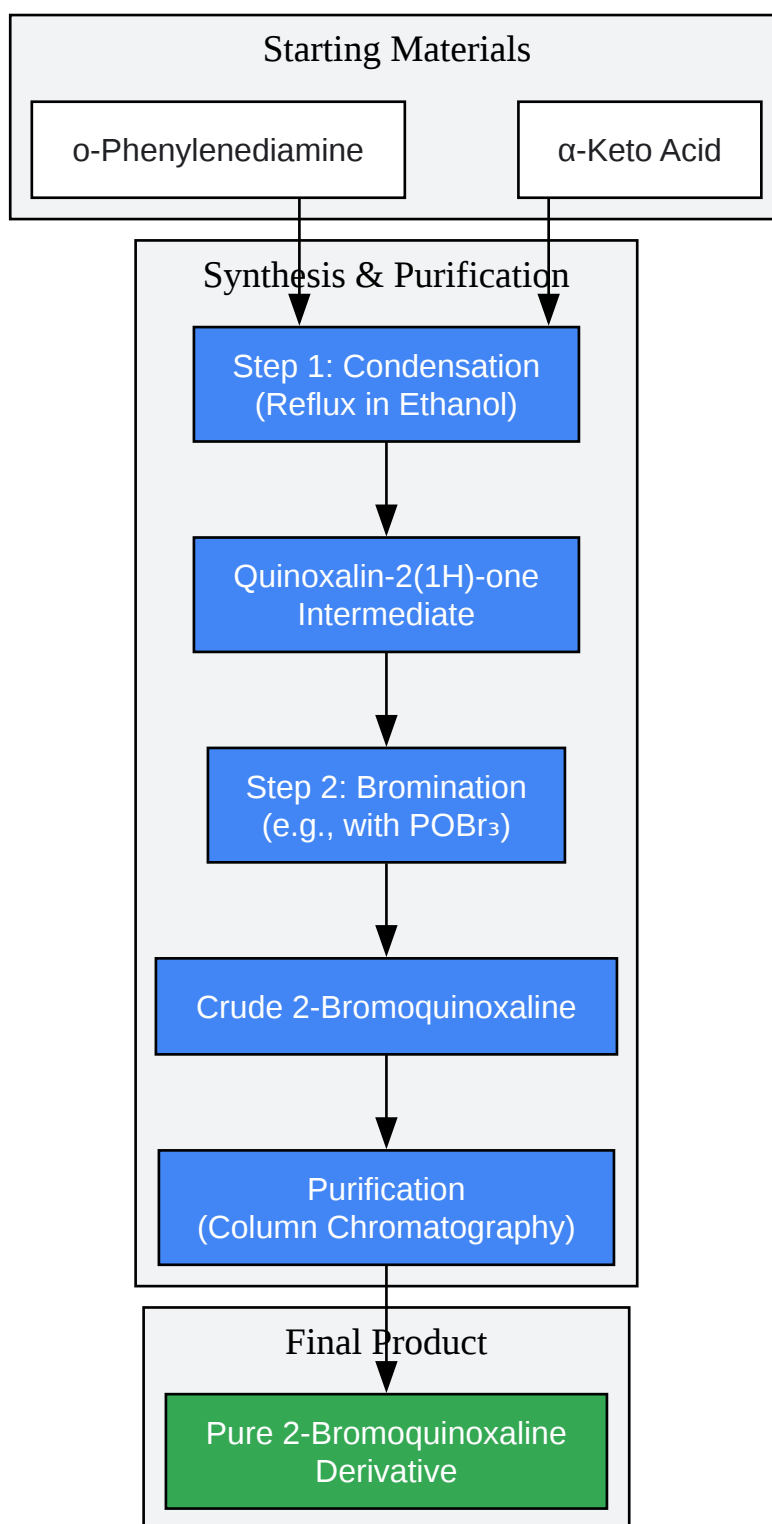 Starting Materials
o-Phenylenediamine
α-Keto Acid
Synthesis & Purification
Step 1: Condensation
(Reflux in Ethanol)
Quinoxalin-2(1H)-one
Intermediate
Step 2: Bromination
(e.g., with POBr₃)
Crude 2-Bromoquinoxaline
Purification
(Column Chromatography)
Final Product
Pure 2-Bromoquinoxaline
Derivative